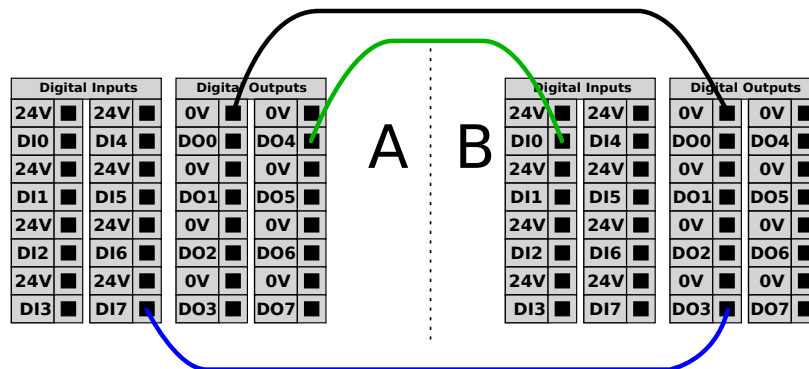 Digital Inputs Digital Outputs Digital Inputs Digital Outputs
24V 24V 0V 0V 24V 24V 0V 0V
DI0 DI4 DO0 DO4 A B DI0 DI4 DO0 DO4
24V 24V 0V 0V 24V 24V 0V 0V
DI1 DI5 DO1 DO5 DI1 DI5 DO1 DO5
24V 24V 0V 0V 24V 24V 0V 0V
DI2 DI6 DO2 DO6 DI2 DI6 DO2 DO6
24V 24V 0V 0V 24V 24V 0V 0V
DI3 DI7 DO3 DO7 DI3 DI7 DO3 DO7